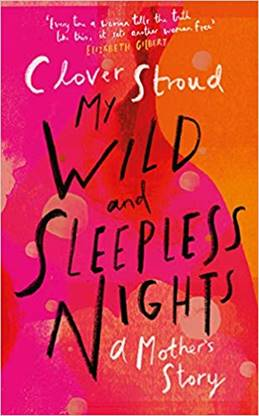 'Every time a woman tells the truth
like this, it sets another woman free'
ELIZABETH GILBERT
Clover Stroud
MY
WILD
and
SLEEPLESS
NIGHTS
a Mother's
Story